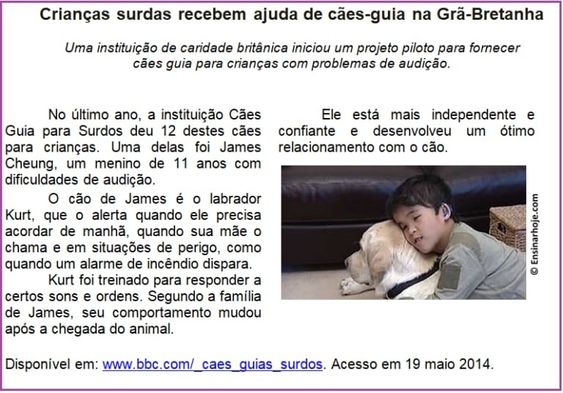 Crianças surdas recebem ajuda de cães-guia na Grã-Bretanha
Uma instituição de caridade britânica iniciou um projeto piloto para fornecer
cães guia para crianças com problemas de audição.
No último ano, a instituição Cães
Guia para Surdos deu 12 destes cães
para crianças. Uma delas foi James
Cheung, um menino de 11 anos com
dificuldades de audição.
O cão de James é o labrador
Kurt, que o alerta quando ele precisa
acordar de manhã, quando sua mãe o
chama e em situações de perigo, como
quando um alarme de incêndio dispara.
Kurt foi treinado para responder a
certos sons e ordens. Segundo a família
de James, seu comportamento mudou
após a chegada do animal.
Ele está mais independente e
confiante e desenvolveu um ótimo
relacionamento com o cão.
© Ensinarhoje.com
Disponível em: www.bbc.com/_caes_guias_surdos. Acesso em 19 maio 2014.